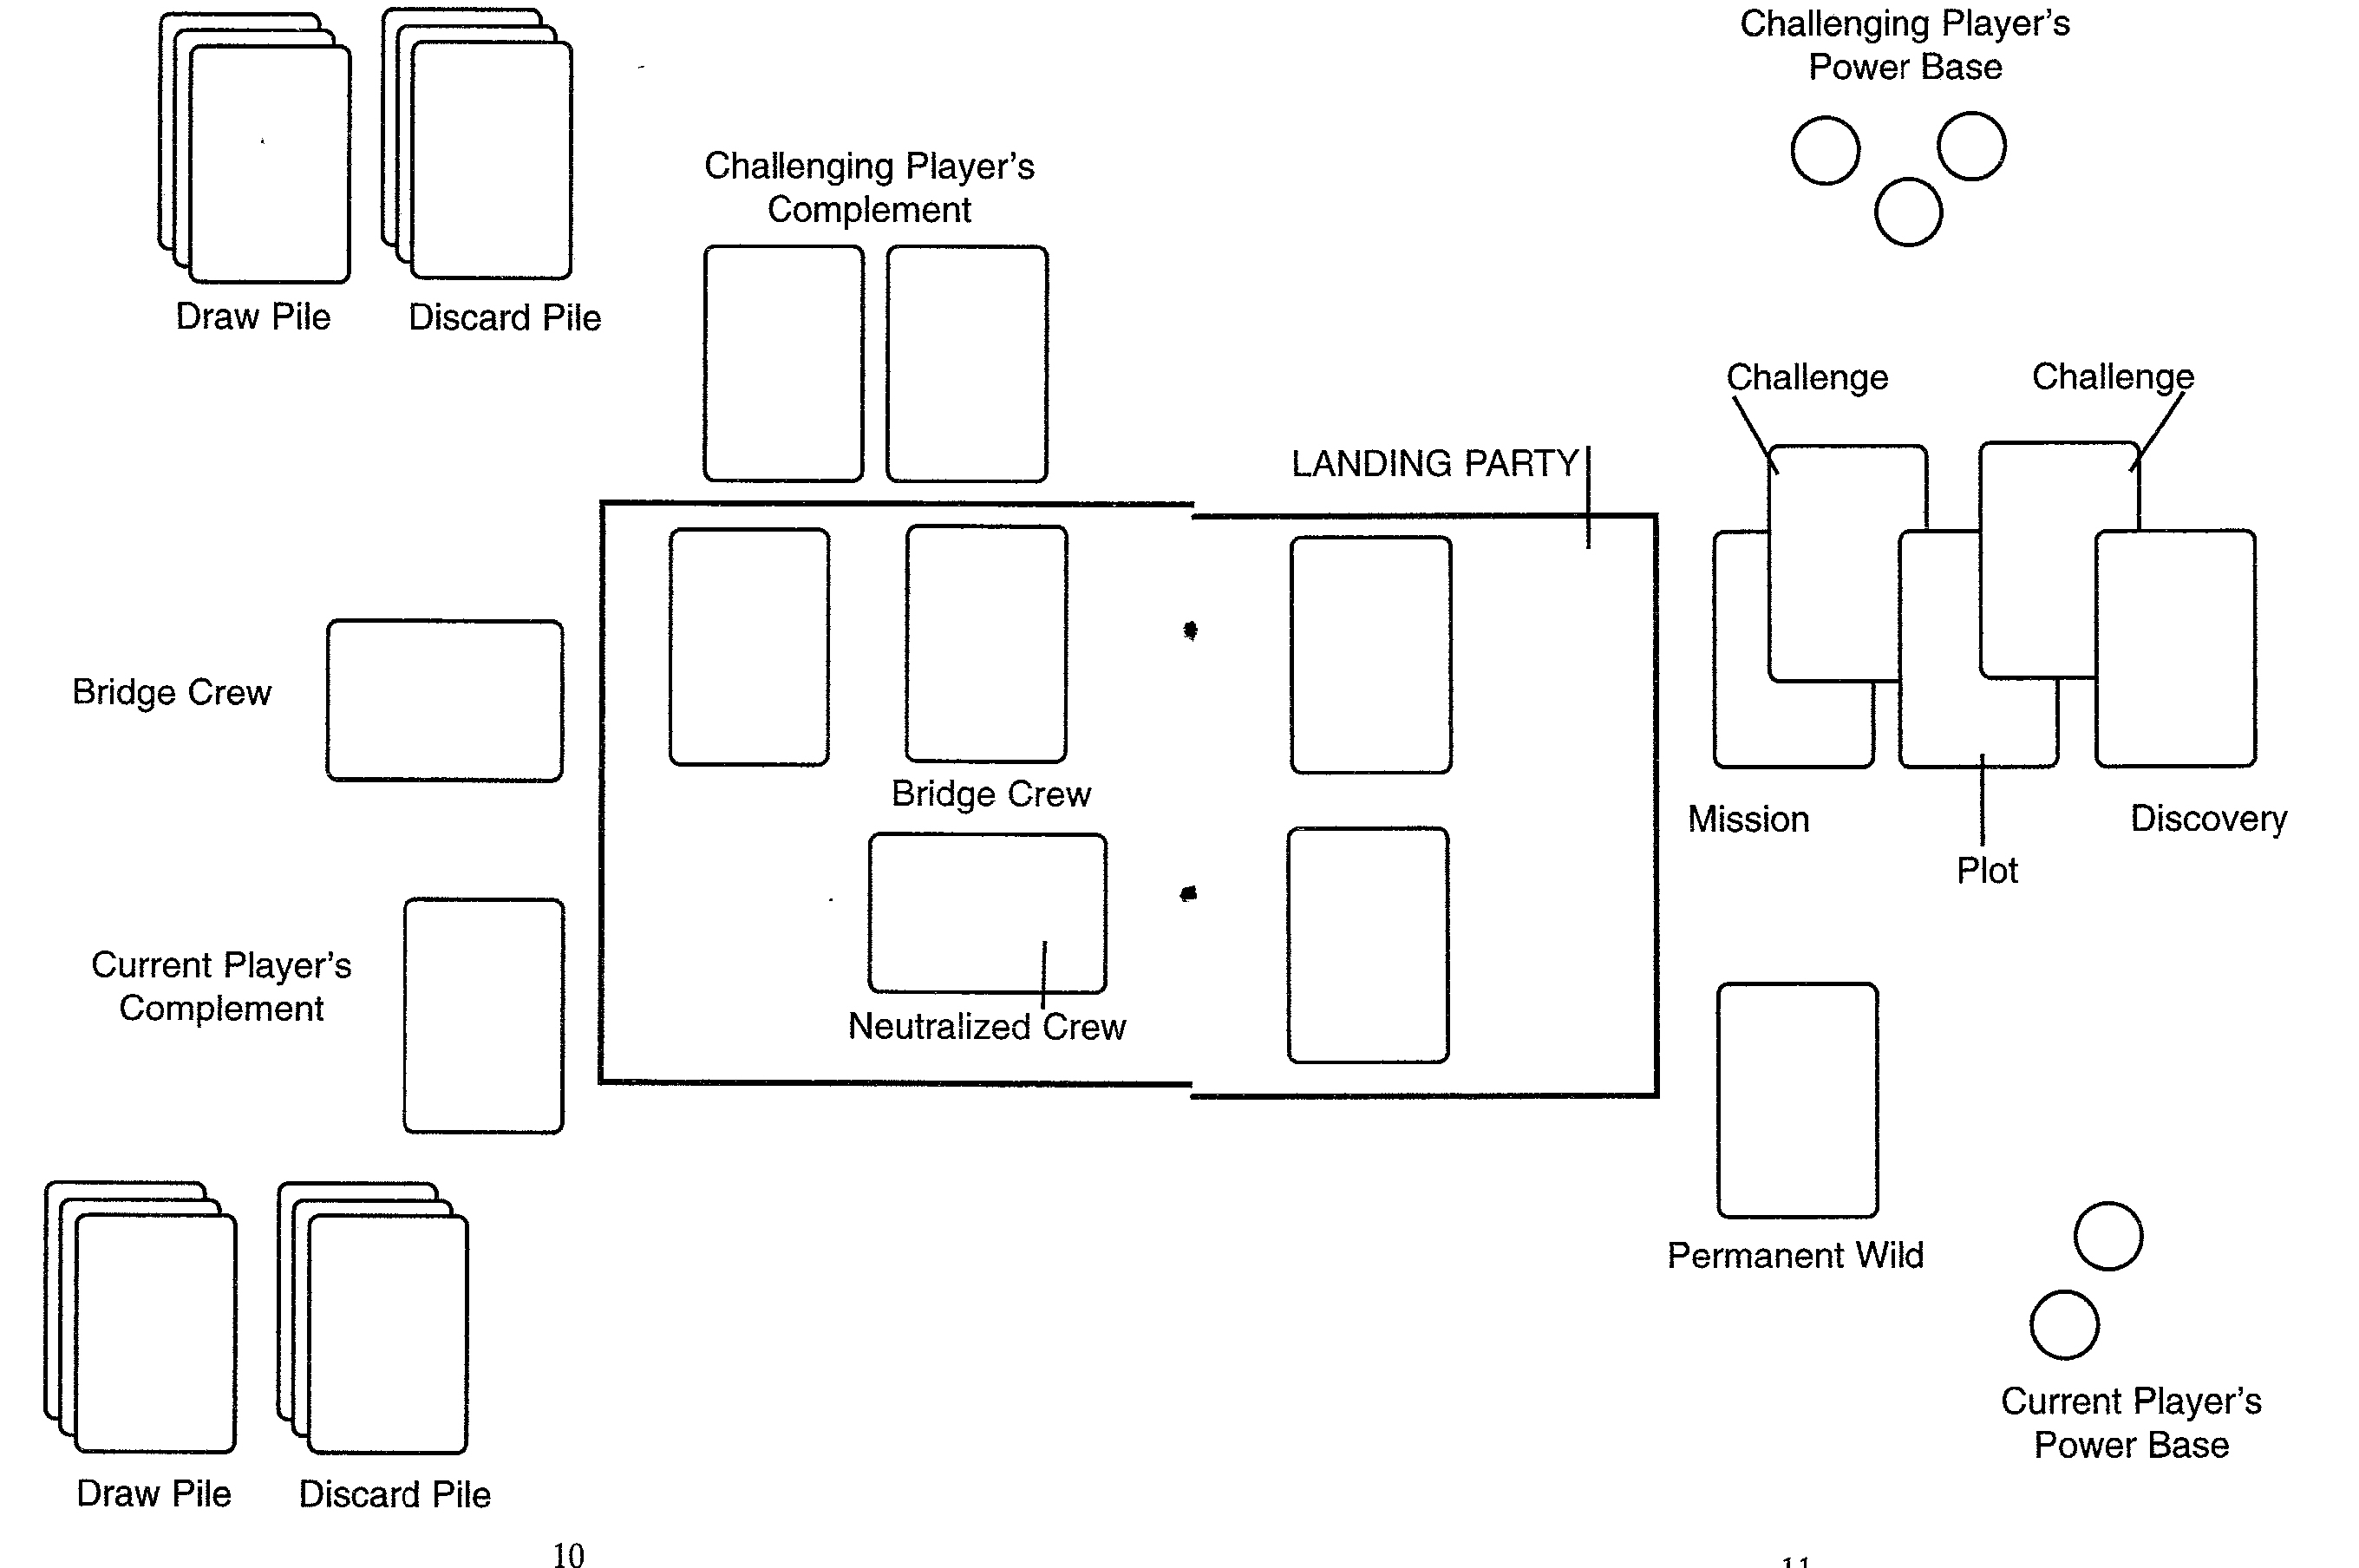 Draw Pile
Discard Pile
Challenging Player's
Complement
Challenging Player's
Power Base
Challenge
Challenge
LANDING PARTY
Bridge Crew
Bridge Crew
Mission
Discovery
Plot
Current Player's
Complement
Neutralized Crew
Permanent Wild
Draw Pile
Discard Pile
Current Player's
Power Base
10
11